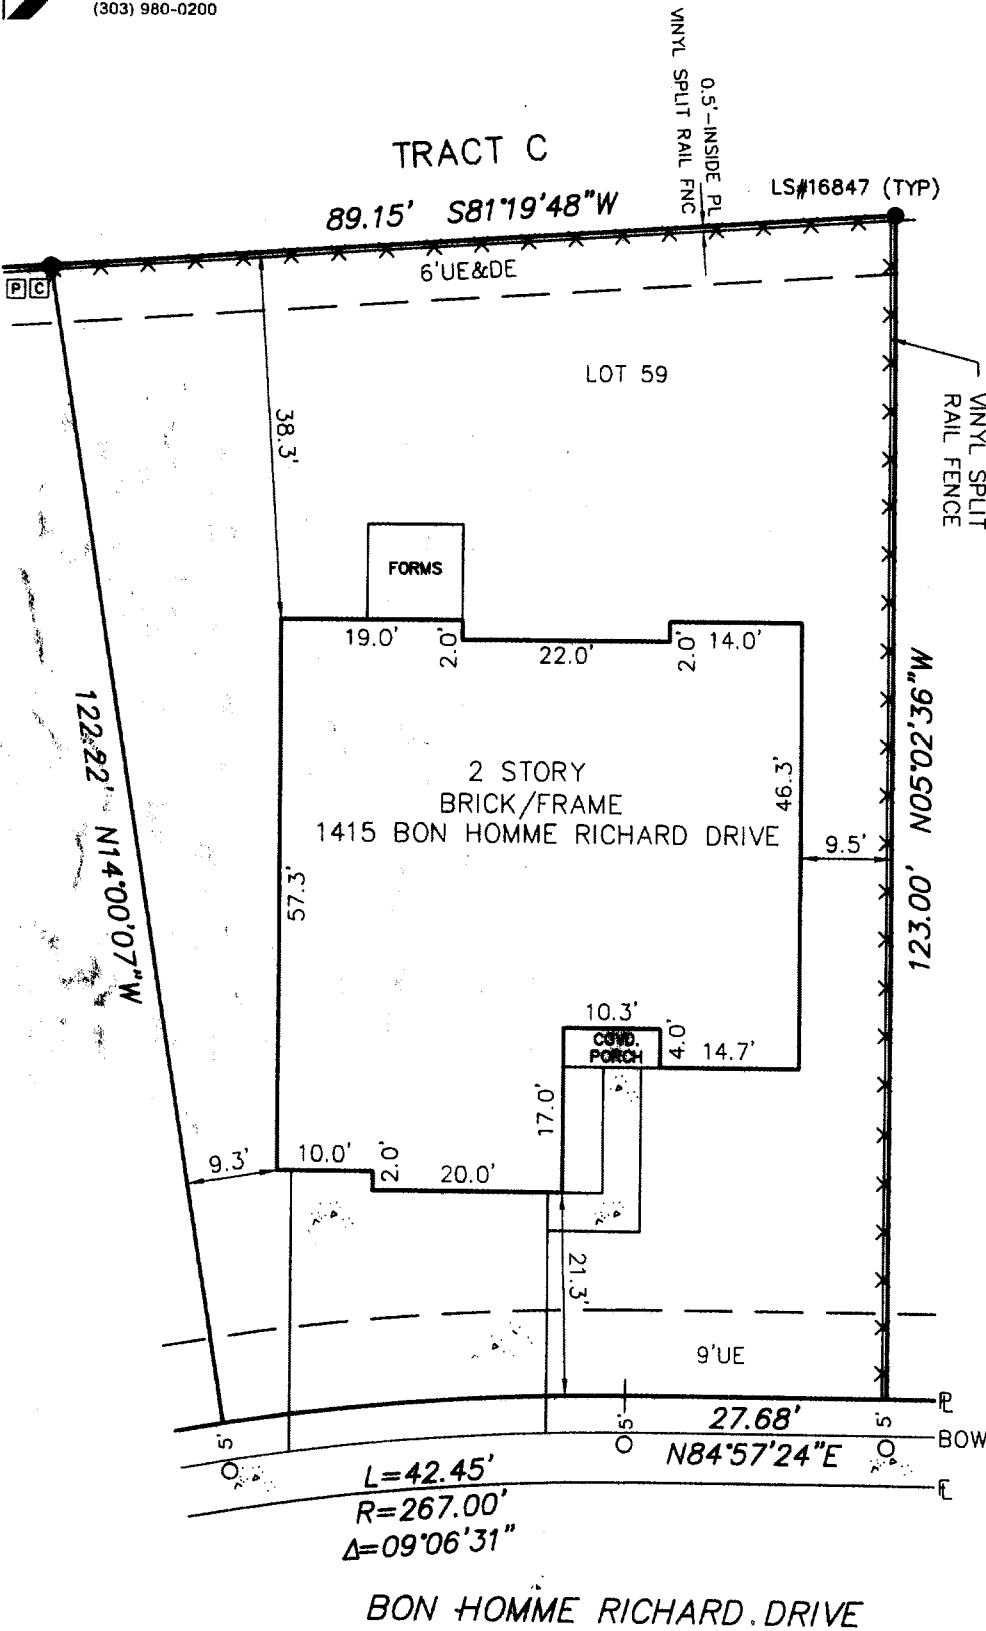 (303) 980-0200
VINYL SPLIT RAIL FNC
0.5'-INSIDE PL
TRACT C
LS#16847 (TYP)
89.15' S81°19'48"W
6'UE&DE
P C
LOT 59
VINYL SPLIT
RAIL FENCE
38.3'
FORMS
19.0'
2.0'
22.0'
2.0'
14.0'
122.22' N14°00'07"W
2 STORY
BRICK/FRAME
1415 BON HOMME RICHARD DRIVE
46.3'
9.5'
123.00' N05°02'36"W
57.3'
10.3'
COVD.
PORCH
4.0'
14.7'
17.0'
9.3'
10.0'
2.0'
20.0'
21.3'
9'UE
PL
27.68'
BOW
5'
5'
5'
N84°57'24"E
L=42.45'
FL
R=267.00'
Δ=09°06'31"
BON HOMME RICHARD DRIVE